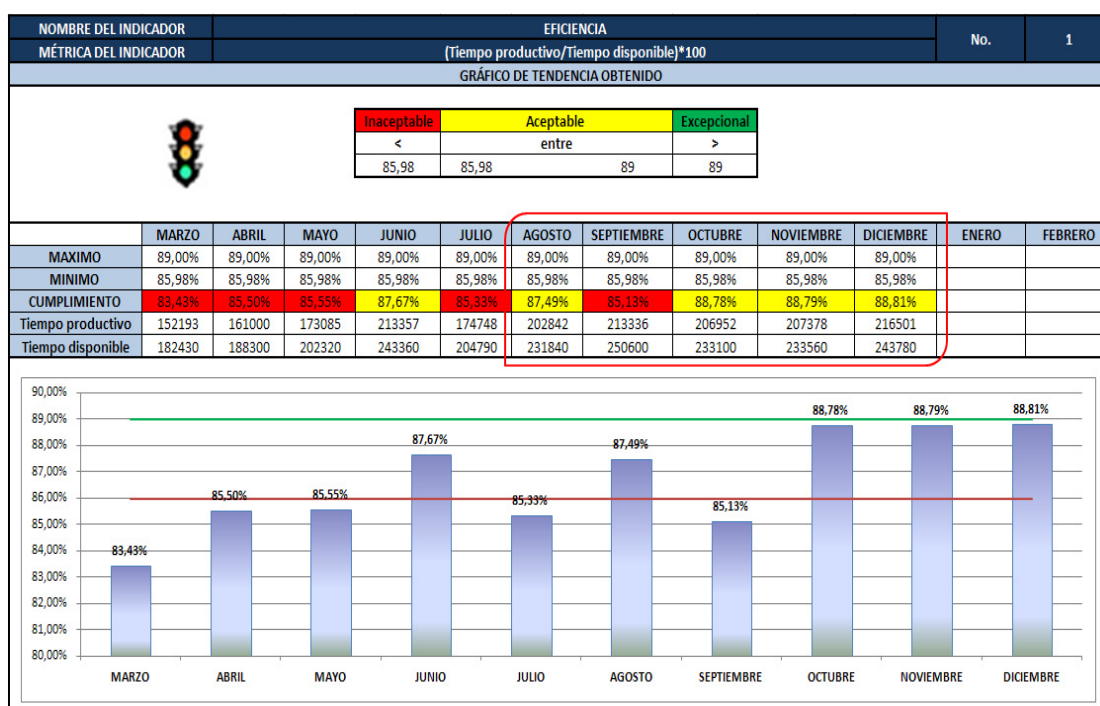 NOMBRE DEL INDICADOR EFICIENCIA No. 1
MÉTRICA DEL INDICADOR (Tiempo productivo/Tiempo disponible)*100
GRÁFICO DE TENDENCIA OBTENIDO
Inaceptable Aceptable Excepcional
< entre >
85,98 85,98 89 89
MARZO ABRIL MAYO JUNIO JULIO AGOSTO SEPTIEMBRE OCTUBRE NOVIEMBRE DICIEMBRE ENERO FEBRERO
MAXIMO 89,00% 89,00% 89,00% 89,00% 89,00% 89,00% 89,00% 89,00% 89,00% 89,00%
MINIMO 85,98% 85,98% 85,98% 85,98% 85,98% 85,98% 85,98% 85,98% 85,98% 85,98%
CUMPLIMIENTO 83,43% 85,50% 85,55% 87,67% 85,33% 87,49% 85,13% 88,78% 88,79% 88,81%
Tiempo productivo 152193 161000 173085 213357 174748 202842 213336 206952 207378 216501
Tiempo disponible 182430 188300 202320 243360 204790 231840 250600 233100 233560 243780
90,00%
89,00%
88,00%
87,00%
86,00%
85,00%
84,00%
83,00%
82,00%
81,00%
80,00%
83,43% 85,50% 85,55% 87,67% 85,33% 87,49% 85,13% 88,78% 88,79% 88,81%
MARZO ABRIL MAYO JUNIO JULIO AGOSTO SEPTIEMBRE OCTUBRE NOVIEMBRE DICIEMBRE